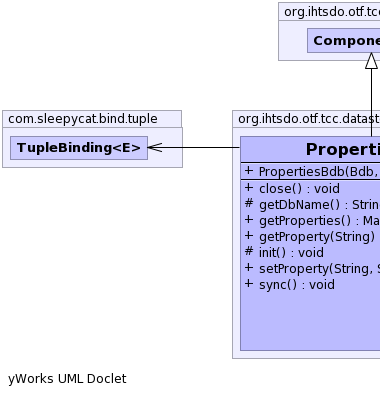 org.ihtsdo.otf.tcc
Compone
com.sleepycat.bind.tuple
TupleBinding<E>
org.ihtsdo.otf.tcc.datast
Properti
+ PropertiesBdb(Bdb,
+ close() : void
# getDbName() : Strin
+ getProperties() : Ma
+ getProperty(String)
# init() : void
+ setProperty(String, S
+ sync() : void
yWorks UML Doclet